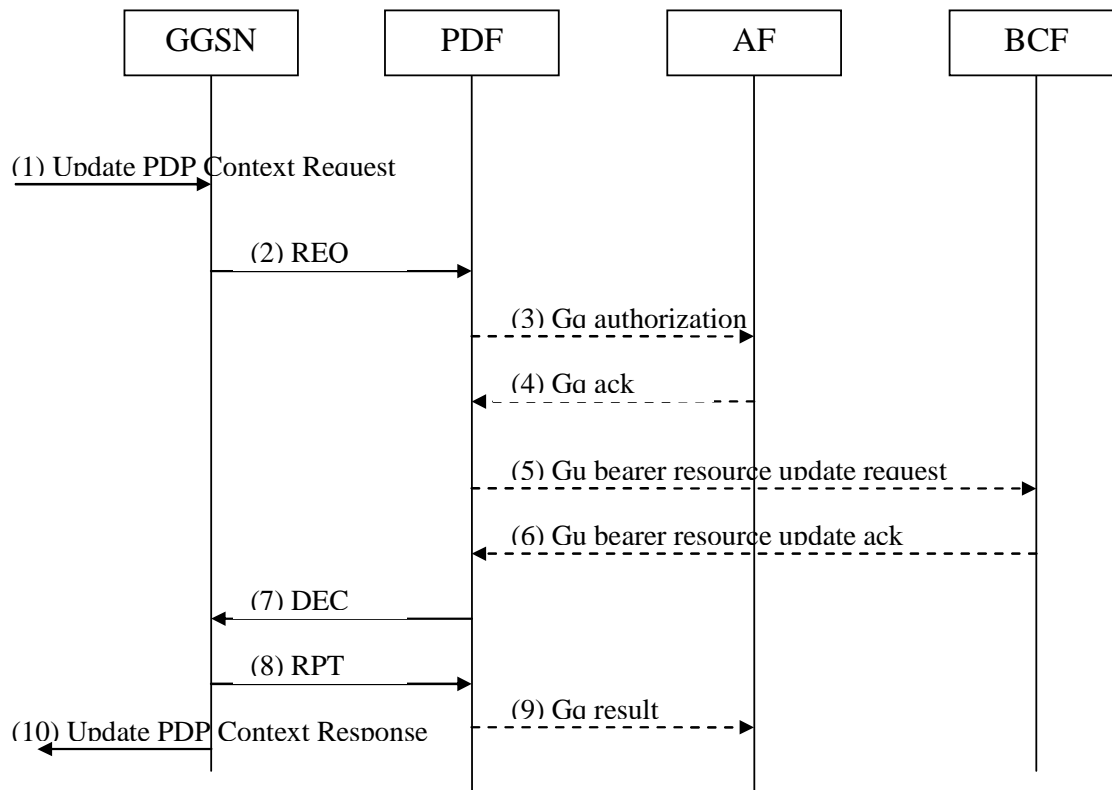 GGSN
PDF
AF
BCF
(1) Update PDP Context Request
(2) REQ
(3) Gq authorization
(4) Gq ack
(5) Gu bearer resource update request
(6) Gu bearer resource update ack
(7) DEC
(8) RPT
(9) Gq result
(10) Update PDP Context Response